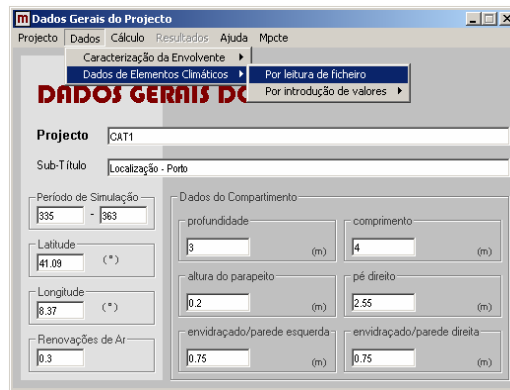 m Dados Gerais do Projecto
Projecto Dados Cálculo Resultados Ajuda Mpcte
Caracterização da Envolvente
Dados de Elementos Climáticos Por leitura de ficheiro
Por introdução de valores
DADOS GERAIS DO
Projecto CAT1
Sub-Título Localização - Porto
Período de Simulação Dados do Compartimento
335 - 363 profundidade comprimento
3 (m) 4 (m)
Latitude
41.09 (°)
altura do parapeito pé direito
Longitude
8.37 (°) 0.2 (m) 2.55 (m)
Renovações de Ar envidraçado/parede esquerda envidraçado/parede direita
0.3 0.75 (m) 0.75 (m)